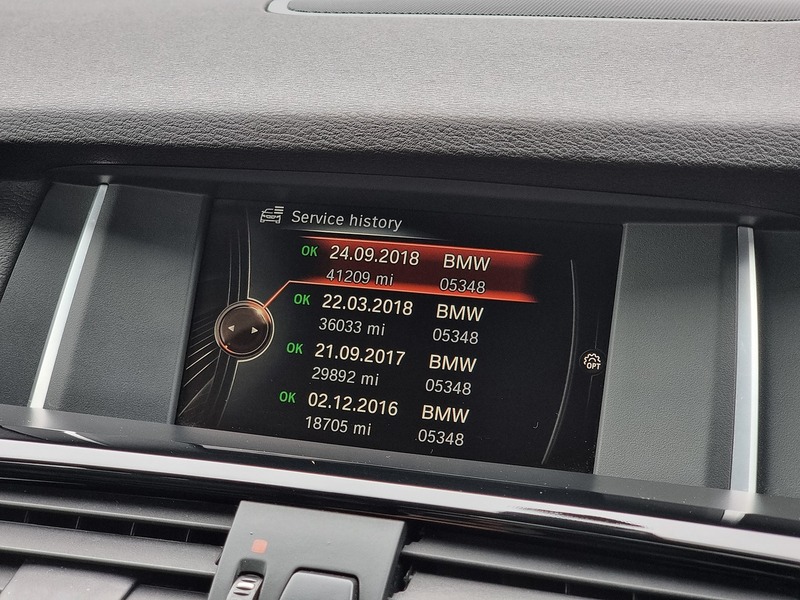 Service history
OK 24.09.2018 BMW
41209 mi 05348
OK 22.03.2018 BMW
36033 mi 05348
OK 21.09.2017 BMW
29892 mi 05348
OK 02.12.2016 BMW
18705 mi 05348
OPT